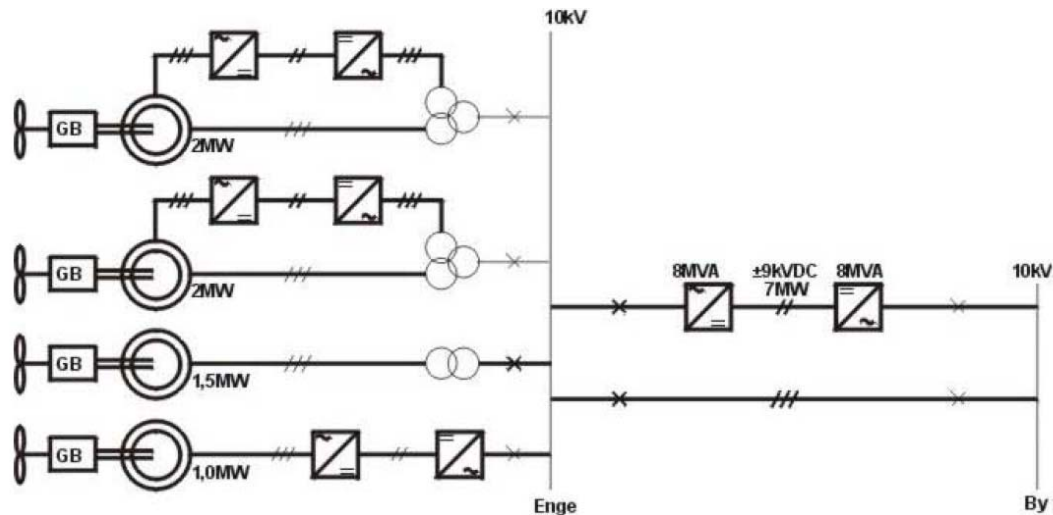 10kV
GB
2MW
GB
2MW
8MVA
±9kVDC
8MVA
10kV
7MW
GB
1,5MW
GB
1,0MW
Enge
By